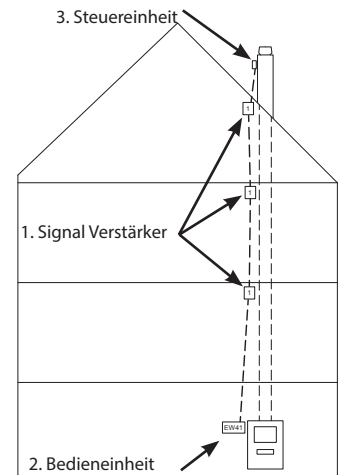 3. Steuereinheit
1
1
1. Signal Verstärker
1
EW41
2. Bedieneinheit